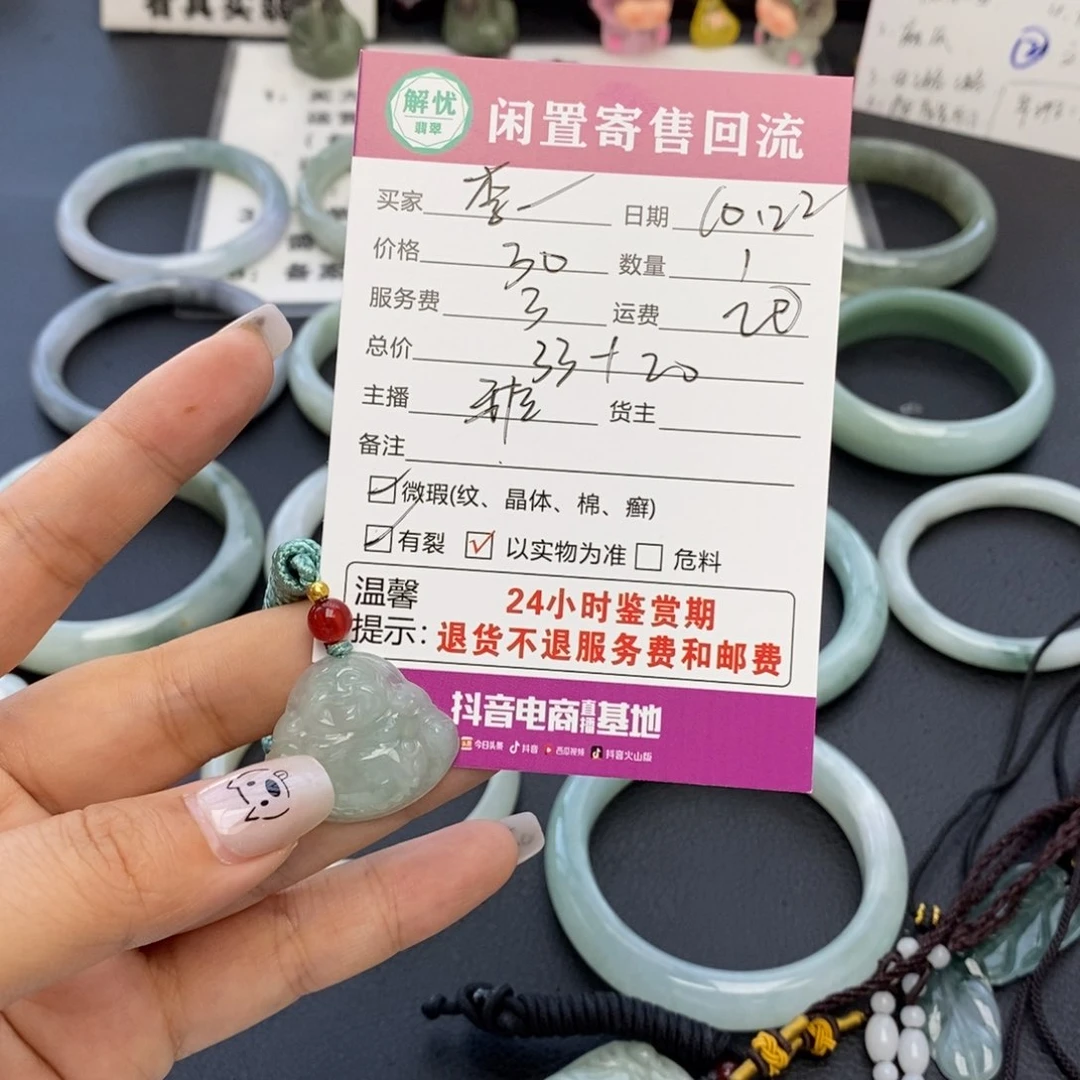 看真实翡
解忧
翡翠
闲置寄售回流
买家 李一 日期 10.22
价格 30 数量 1
服务费 3 运费 20
总价 33+20
主播 货主
备注
微瑕(纹、晶体、棉、癣)
有裂 以实物为准 危料
温馨
提示:
24小时鉴赏期
退货不退服务费和邮费
抖音电商直播基地
今日头条 抖音 西瓜视频 抖音火山版